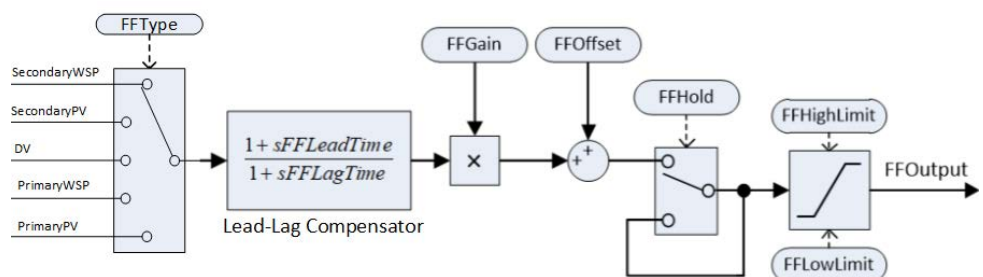 FFType
FFGain
FFOffset
SecondaryWSP
SecondaryPV
DV
PrimaryWSP
PrimaryPV
1 + sFFLeadTime
1 + sFFLagTime
Lead-Lag Compensator
×
+
+
FFHold
FFHighLimit
FFOutput
FFLowLimit